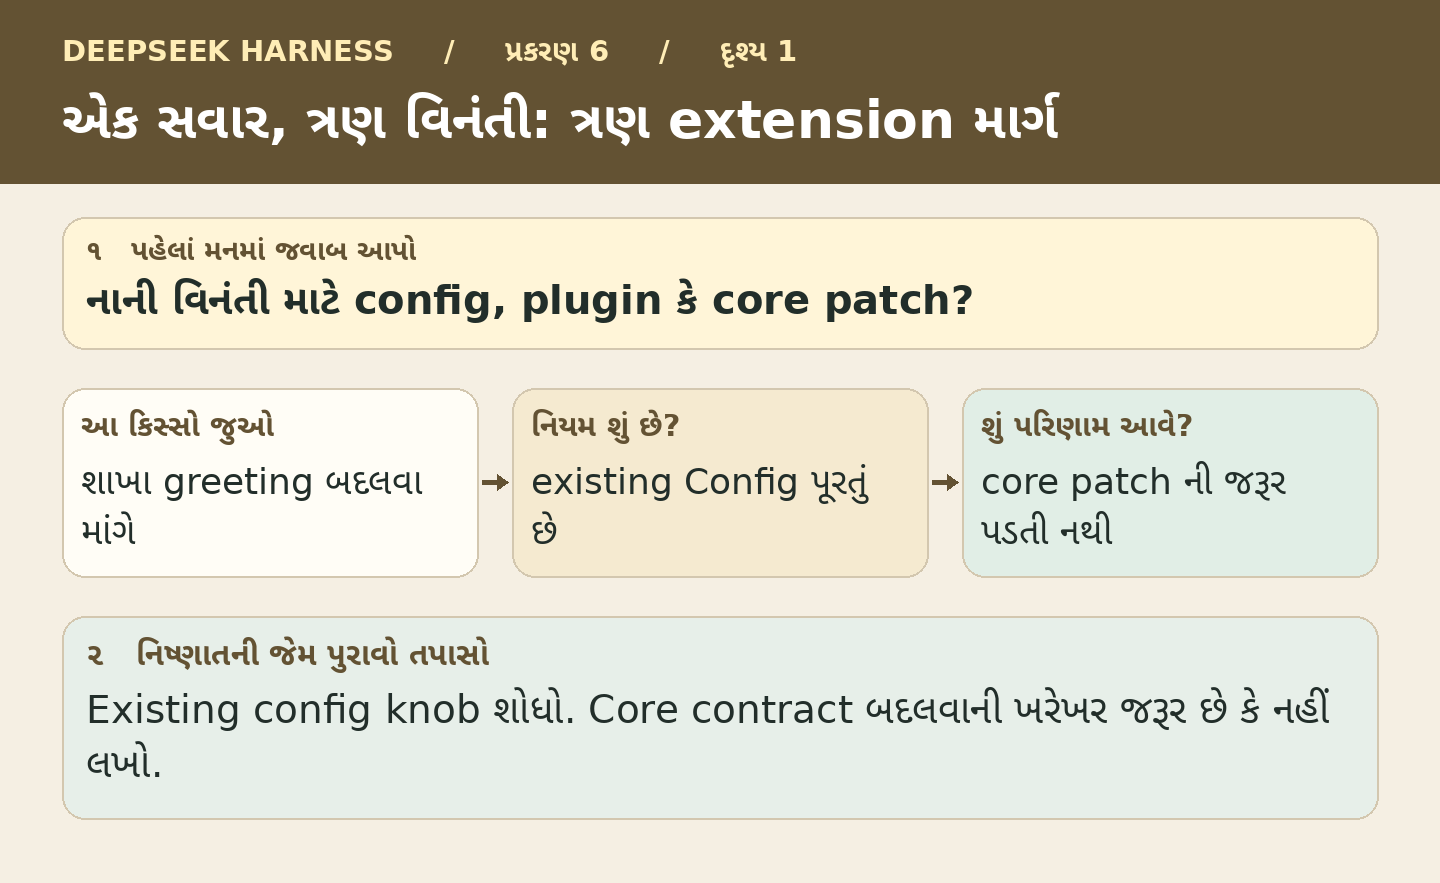 DEEPSEEK HARNESS / પ્રકરણ 6 / દૃશ્ય 1
એક સવાર, ત્રણ વિનંતી: ત્રણ extension માર્ગ
૧ પહેલાં મનમાં જવાબ આપો
નાની વિનંતી માટે config, plugin કે core patch?
આ કિસ્સો જુઓ
શાખા greeting બદલવા
માંગે
નિયમ શું છે?
existing Config પૂરતું
છે
શું પરિણામ આવે?
core patch ની જરૂર
પડતી નથી
૨ નિષ્ણાતની જેમ પુરાવો તપાસો
Existing config knob શોધો. Core contract બદલવાની ખરેખર જરૂર છે કે નહીં
લખો.